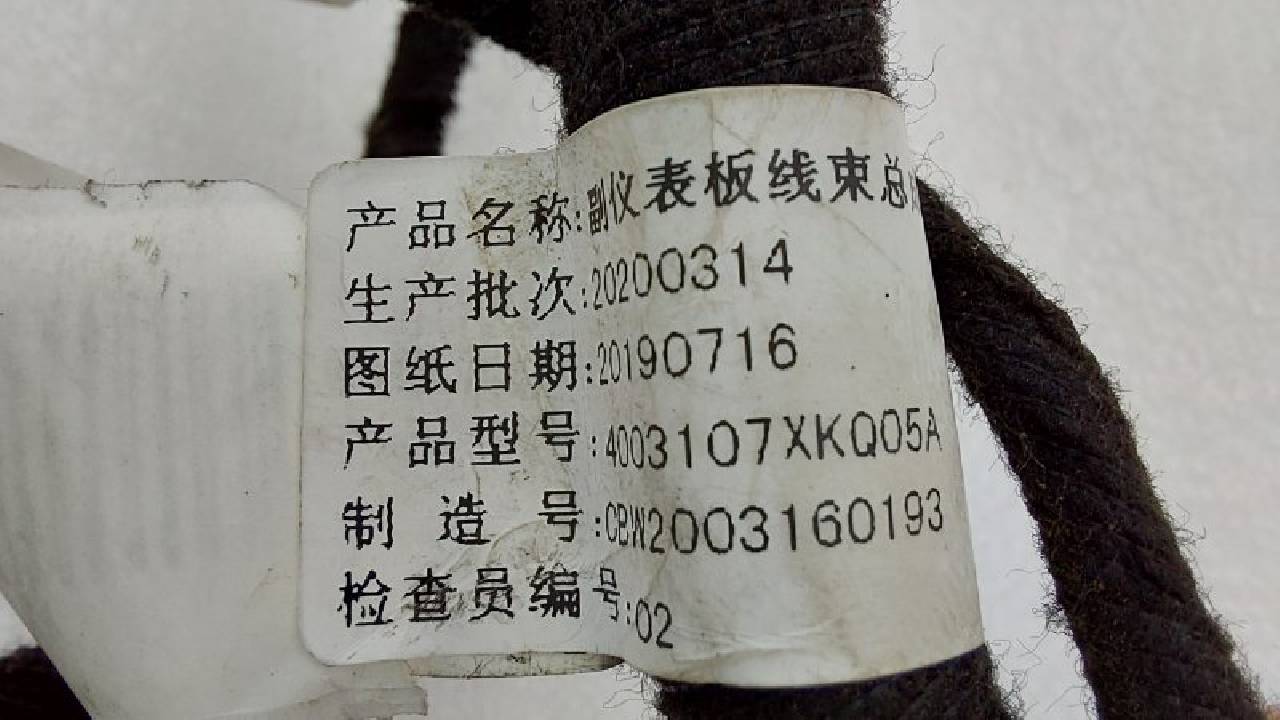 产品名称:副仪表板线束总
生产批次:20200314
图纸日期:20190716
产品型号:4003107XKQ05A
制造号:CBW2003160193
检查员编号:02